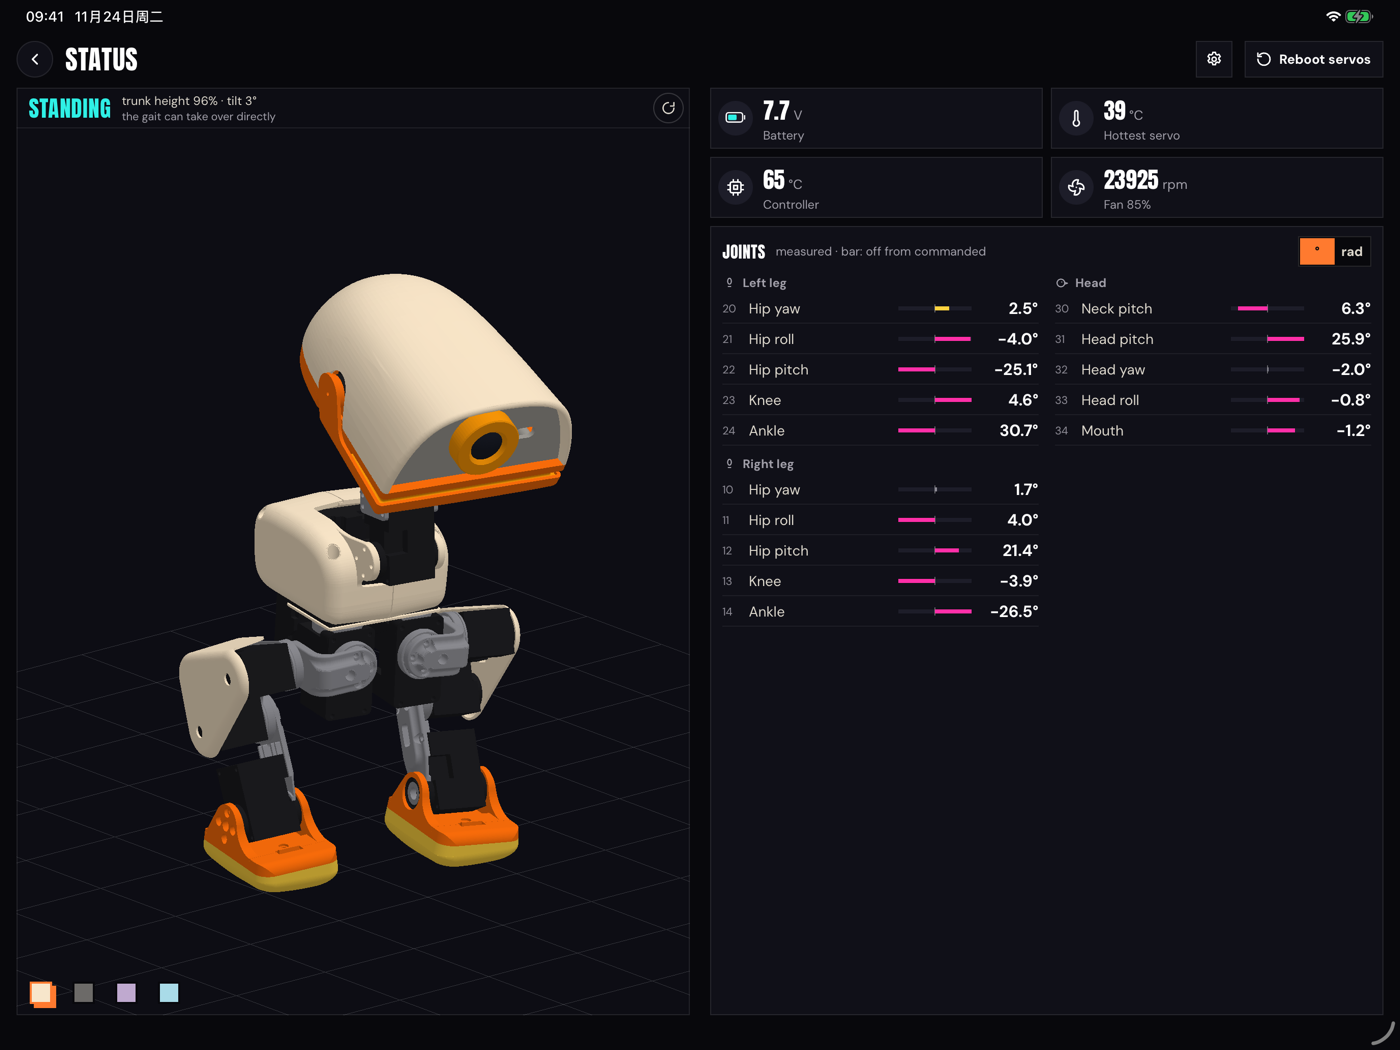 09:41 11月24日周二
STATUS
Reboot servos
STANDING
trunk height 96% · tilt 3°
the gait can take over directly
7.7 V
Battery
39 °C
Hottest servo
65 °C
Controller
23925 rpm
Fan 85%
JOINTS measured · bar: off from commanded
° rad
Left leg
20 Hip yaw 2.5°
21 Hip roll −4.0°
22 Hip pitch −25.1°
23 Knee 4.6°
24 Ankle 30.7°
Right leg
10 Hip yaw 1.7°
11 Hip roll 4.0°
12 Hip pitch 21.4°
13 Knee −3.9°
14 Ankle −26.5°
Head
30 Neck pitch 6.3°
31 Head pitch 25.9°
32 Head yaw −2.0°
33 Head roll −0.8°
34 Mouth −1.2°